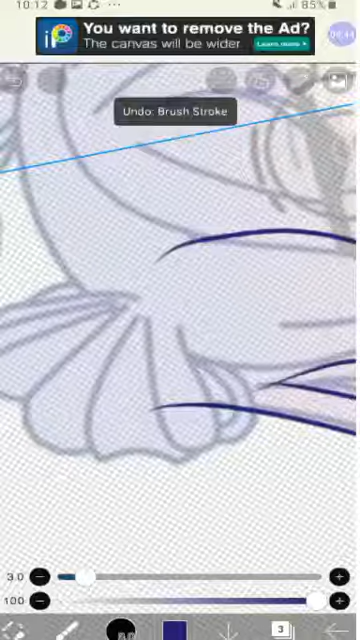 10:12
85%
iP
You want to remove the Ad?
The canvas will be wider.
Learn more >
Undo: Brush Stroke
3.0
100
3